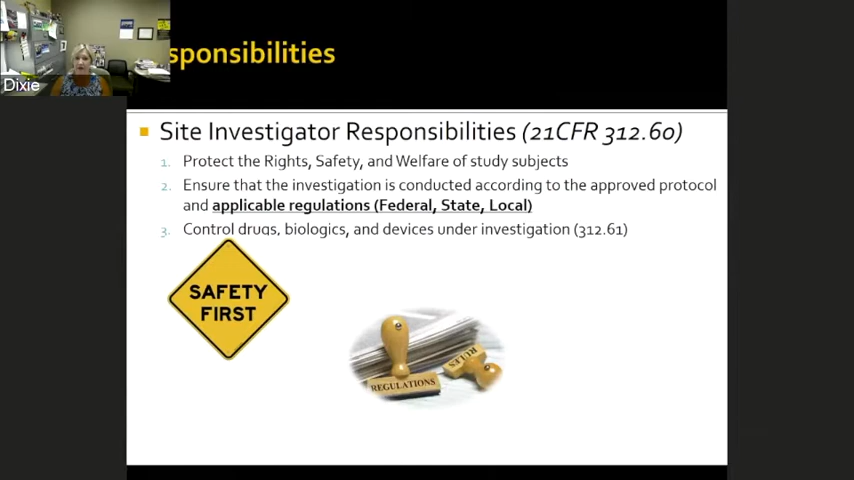 sponsibilities
Dixie
Site Investigator Responsibilities (21CFR 312.60)
1. Protect the Rights, Safety, and Welfare of study subjects
2. Ensure that the investigation is conducted according to the approved protocol
and applicable regulations (Federal, State, Local)
3. Control drugs, biologics, and devices under investigation (312.61)
SAFETY
FIRST
REGULATIONS
RULES